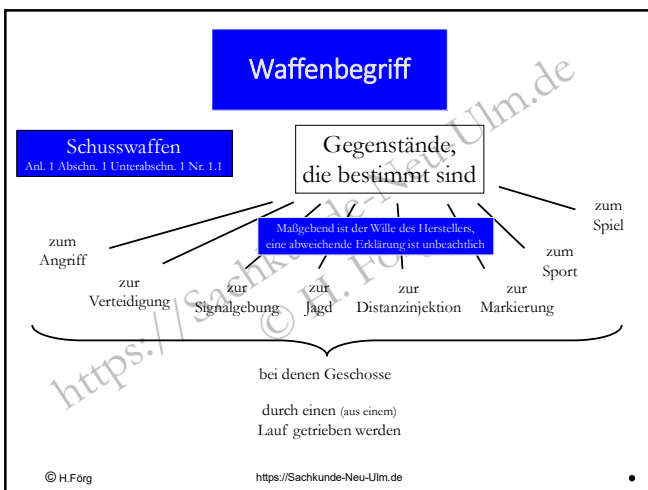 Waffenbegriff
Schusswaffen
Anl. 1 Abschn. 1 Unterabschn. 1 Nr. 1.1
Gegenstände,
die bestimmt sind
Maßgebend ist der Wille des Herstellers,
eine abweichende Erklärung ist unbeachtlich
zum
Angriff
zur
Verteidigung
zur
Signalgebung
zur
Jagd
zur
Distanzinjektion
zur
Markierung
zum
Sport
zum
Spiel
bei denen Geschosse
durch einen (aus einem)
Lauf getrieben werden
https://Sachkunde-Neu-Ulm.de
© H. Förg
© H.Förg
https://Sachkunde-Neu-Ulm.de